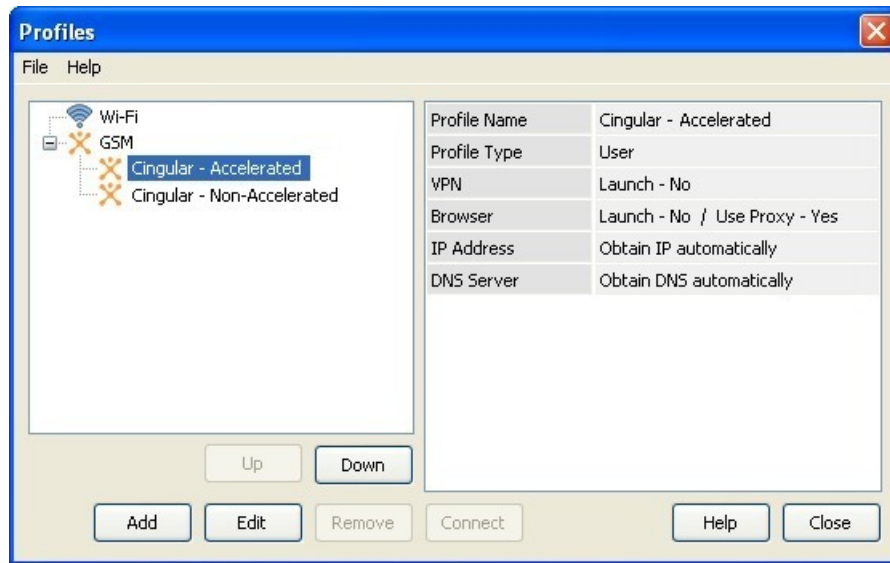 Profiles
File Help
Wi-Fi
GSM
Cingular - Accelerated
Cingular - Non-Accelerated
Profile Name Cingular - Accelerated
Profile Type User
VPN Launch - No
Browser Launch - No / Use Proxy - Yes
IP Address Obtain IP automatically
DNS Server Obtain DNS automatically
Up Down
Add Edit Remove Connect Help Close